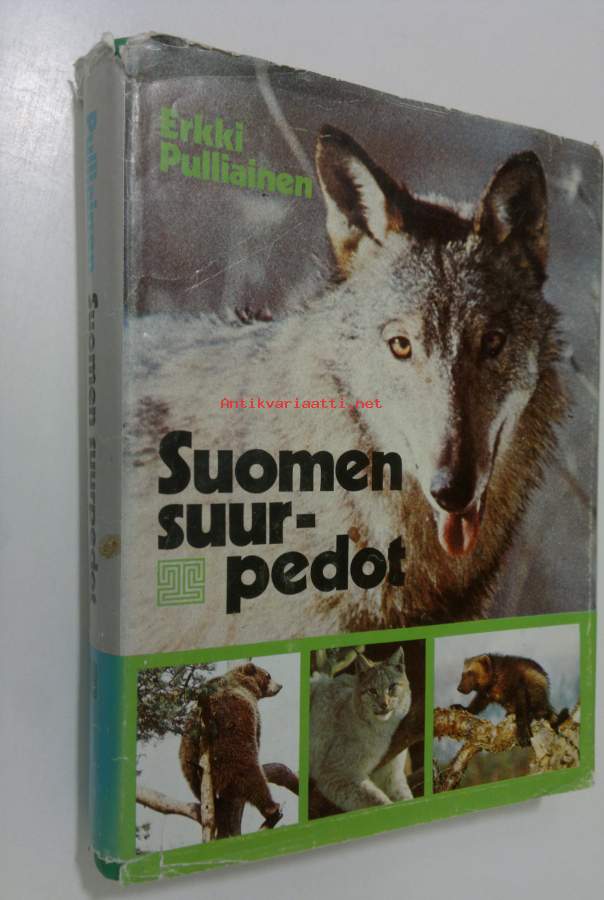 Erkki
Pulliainen
Suomen
suur-
pedot
Pulliainen Suomen suurpedot
Antikvariaatti.net